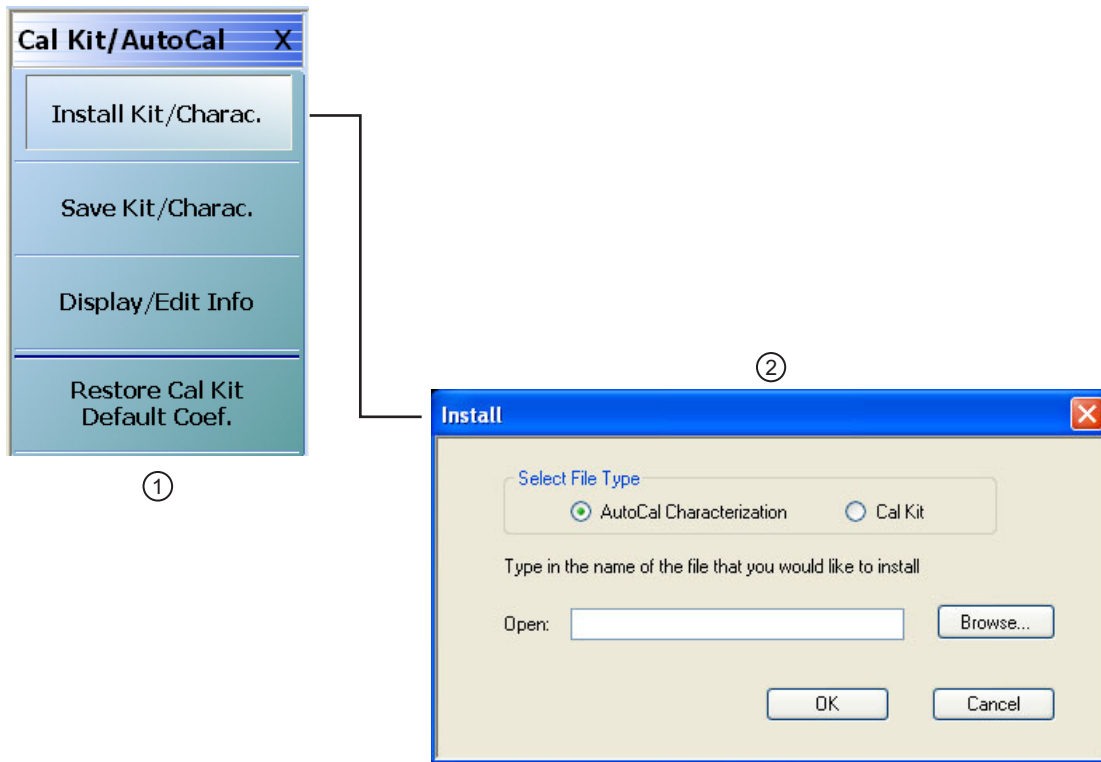 Cal Kit/AutoCal X
Install Kit/Charac.
Save Kit/Charac.
Display/Edit Info
Restore Cal Kit
Default Coef.
①
②
Install
Select File Type
AutoCal Characterization Cal Kit
Type in the name of the file that you would like to install
Open: Browse...
OK Cancel